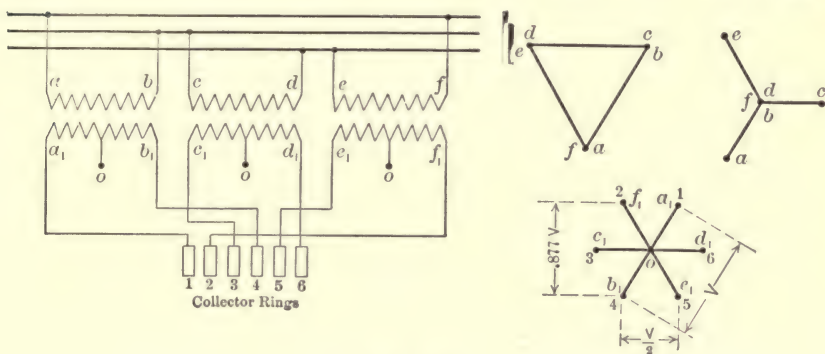 a b c d e f
a₁ b₁ c₁ d₁ e₁ f₁
o o o
1 2 3 4 5 6
Collector Rings
d c
e b
f a
e
d c
f b
a
2 f₁ a₁ 1
c₁ d₁
3 o 6
b₁ e₁
4 5
.877 V
V
V/2